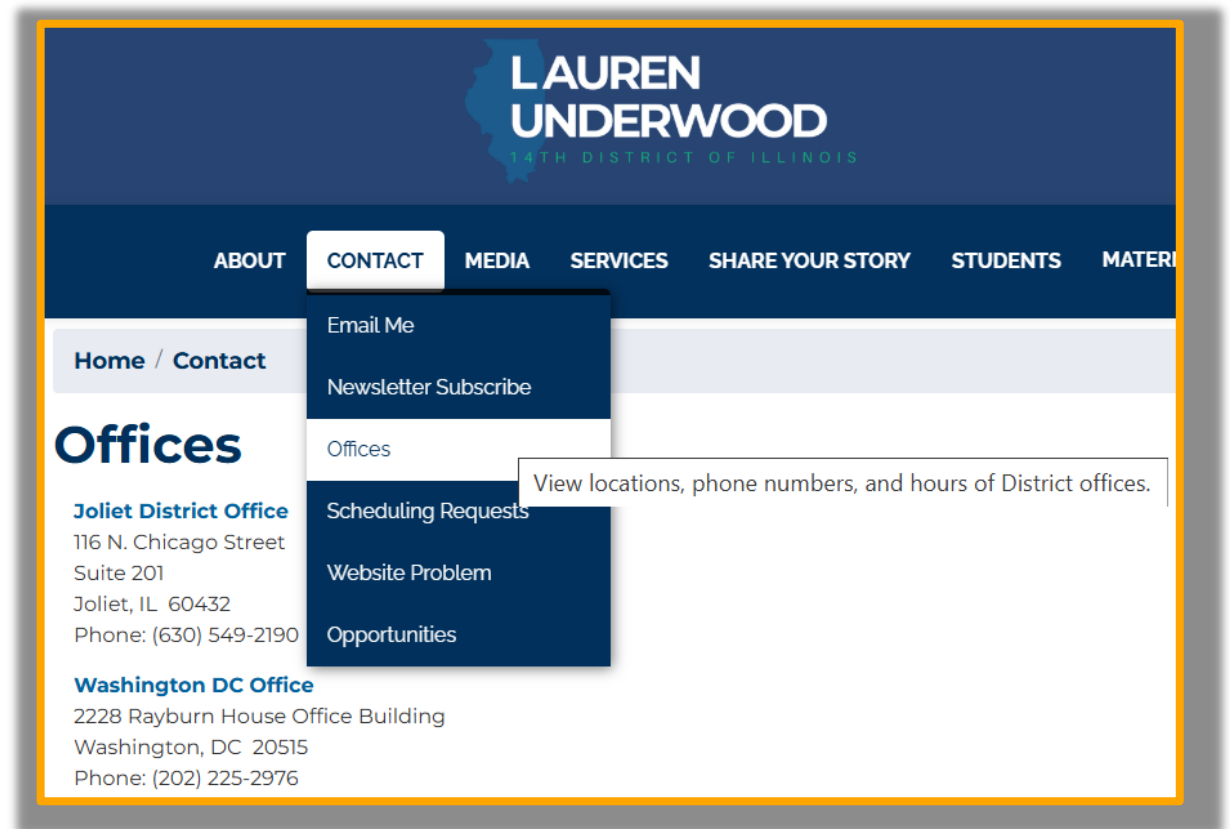 LAUREN
UNDERWOOD
14TH DISTRICT OF ILLINOIS
ABOUT CONTACT MEDIA SERVICES SHARE YOUR STORY STUDENTS
Email Me
Newsletter Subscribe
Offices
Scheduling Requests
Website Problem
Opportunities
View locations, phone numbers, and hours of District offices.
Home / Contact
Offices
Joliet District Office
116 N. Chicago Street
Suite 201
Joliet, IL 60432
Phone: (630) 549-2190
Washington DC Office
2228 Rayburn House Office Building
Washington, DC 20515
Phone: (202) 225-2976